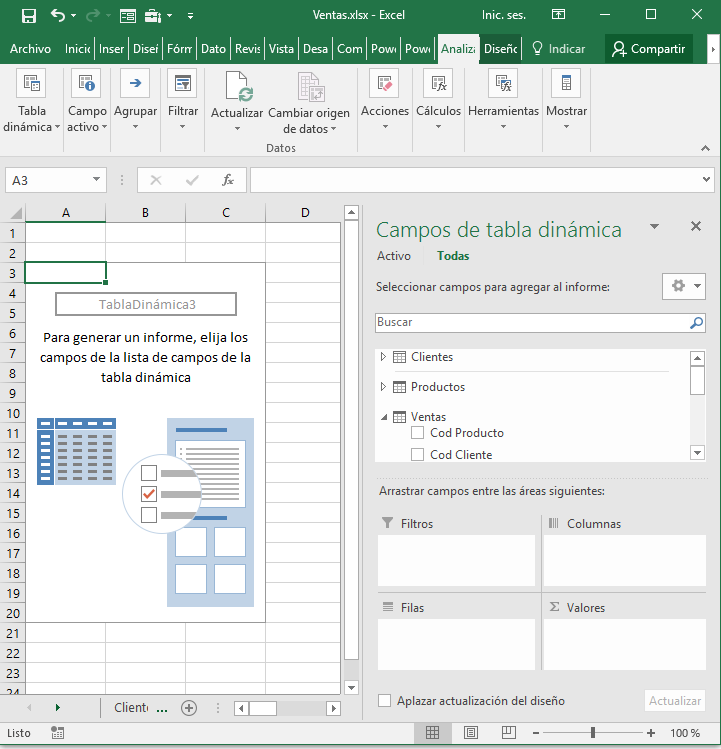 Ventas.xlsx - Excel
Inic. ses.
Archivo Inici Inser Diseñ Fórm Dato Revis Vista Desa Com Powe Powe Analiza Diseño Indicar Compartir
Tabla dinámica
Campo activo
Agrupar
Filtrar
Actualizar
Cambiar origen de datos
Acciones
Cálculos
Herramientas
Mostrar
Datos
A3
fx
A B C D
1
2
3
4
5
6
7
8
9
10
11
12
13
14
15
16
17
18
19
20
21
22
23
24
TablaDinámica3
Para generar un informe, elija los
campos de la lista de campos de la
tabla dinámica
Campos de tabla dinámica
Activo Todas
Seleccionar campos para agregar al informe:
Buscar
Clientes
Productos
Ventas
Cod Producto
Cod Cliente
Arrastrar campos entre las áreas siguientes:
Filtros
Columnas
Filas
Σ Valores
Aplazar actualización del diseño
Actualizar
Cliente ...
Listo
100 %